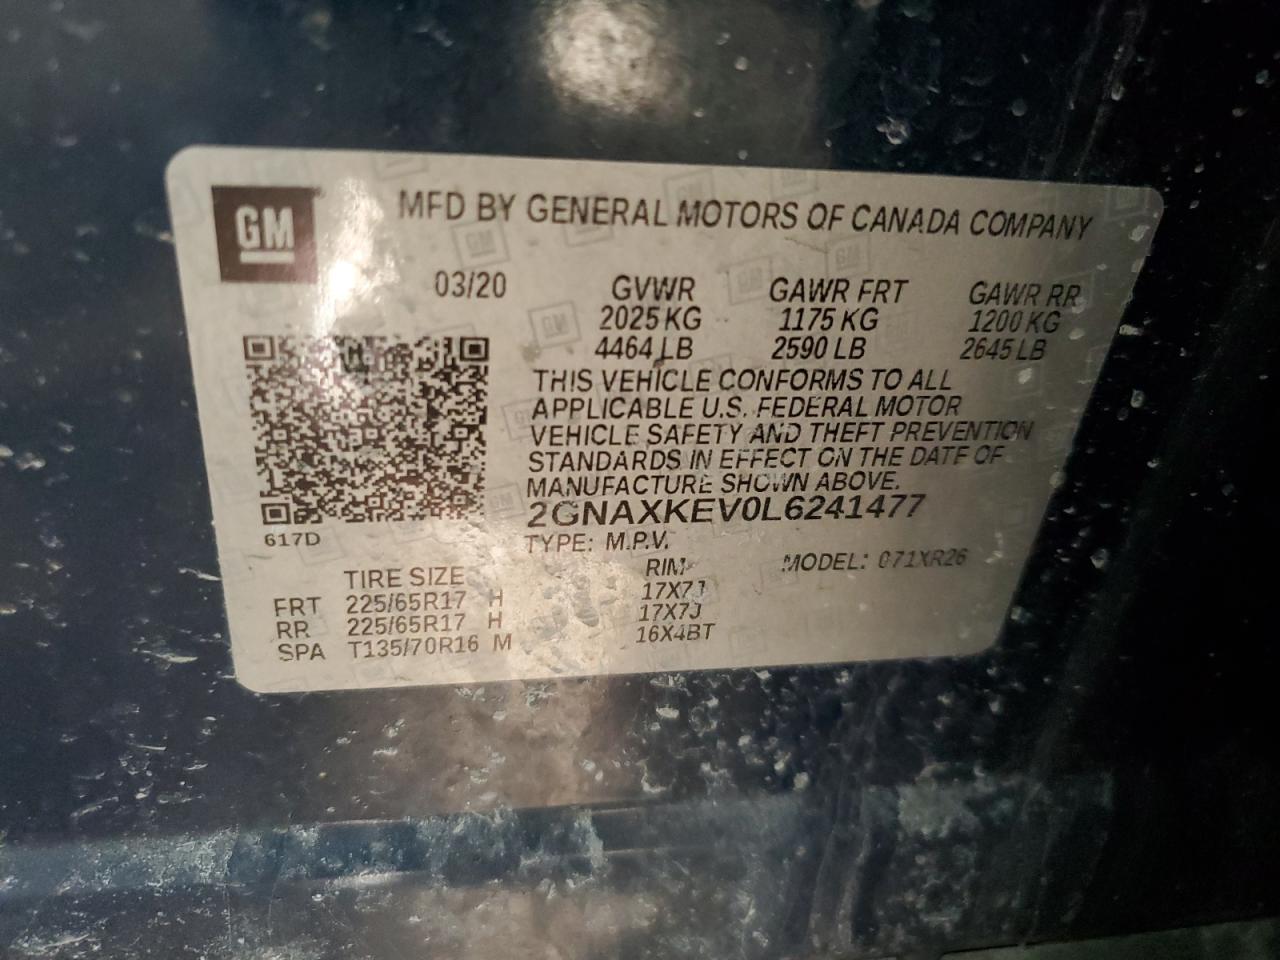 GM
MFD BY GENERAL MOTORS OF CANADA COMPANY
03/20 GVWR GAWR FRT GAWR RR
2025 KG 1175 KG 1200 KG
4464 LB 2590 LB 2645 LB
THIS VEHICLE CONFORMS TO ALL
APPLICABLE U.S. FEDERAL MOTOR
VEHICLE SAFETY AND THEFT PREVENTION
STANDARDS IN EFFECT ON THE DATE OF
MANUFACTURE SHOWN ABOVE.
2GNAXKEV0L6241477
617D TYPE: M.P.V. MODEL: 071XR26
TIRE SIZE RIM
FRT 225/65R17 H 17X7J
RR 225/65R17 H 17X7J
SPA T135/70R16 M 16X4BT